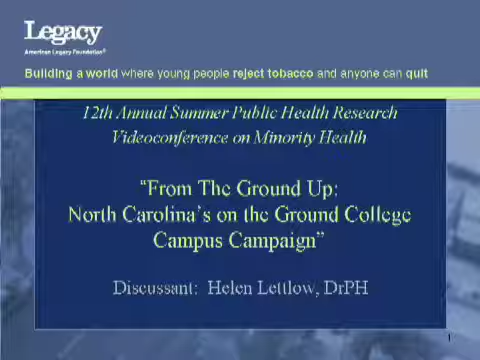 Legacy
American Legacy Foundation®
Building a world where young people reject tobacco and anyone can quit
12th Annual Summer Public Health Research
Videoconference on Minority Health
"From The Ground Up:
North Carolina's on the Ground College
Campus Campaign"
Discussant: Helen Lettlow, DrPH
1